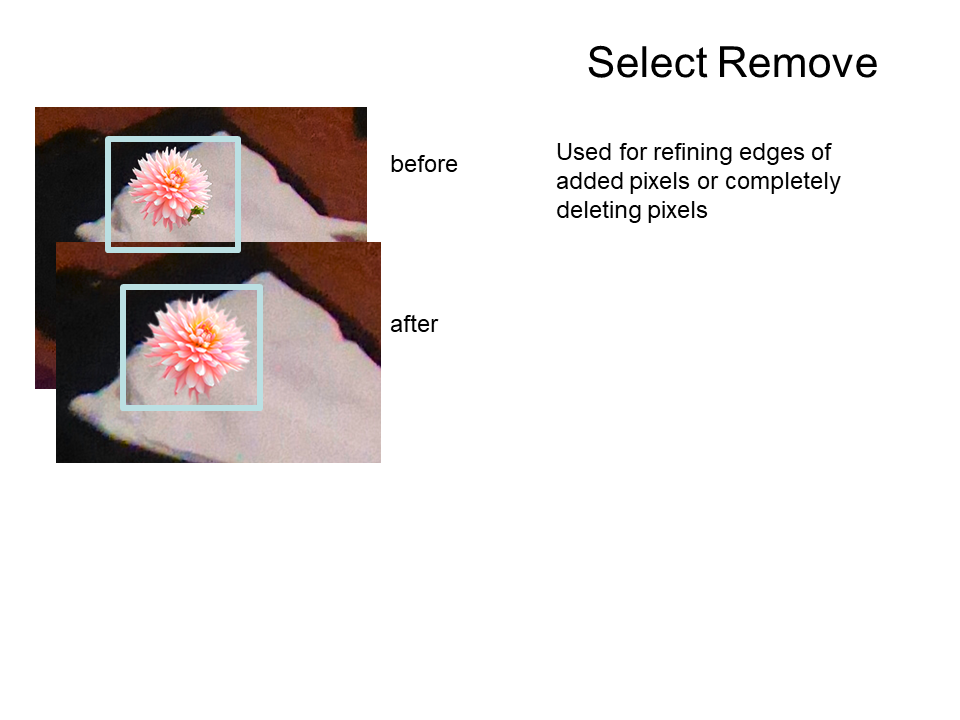 Select Remove
before
Used for refining edges of
added pixels or completely
deleting pixels
after